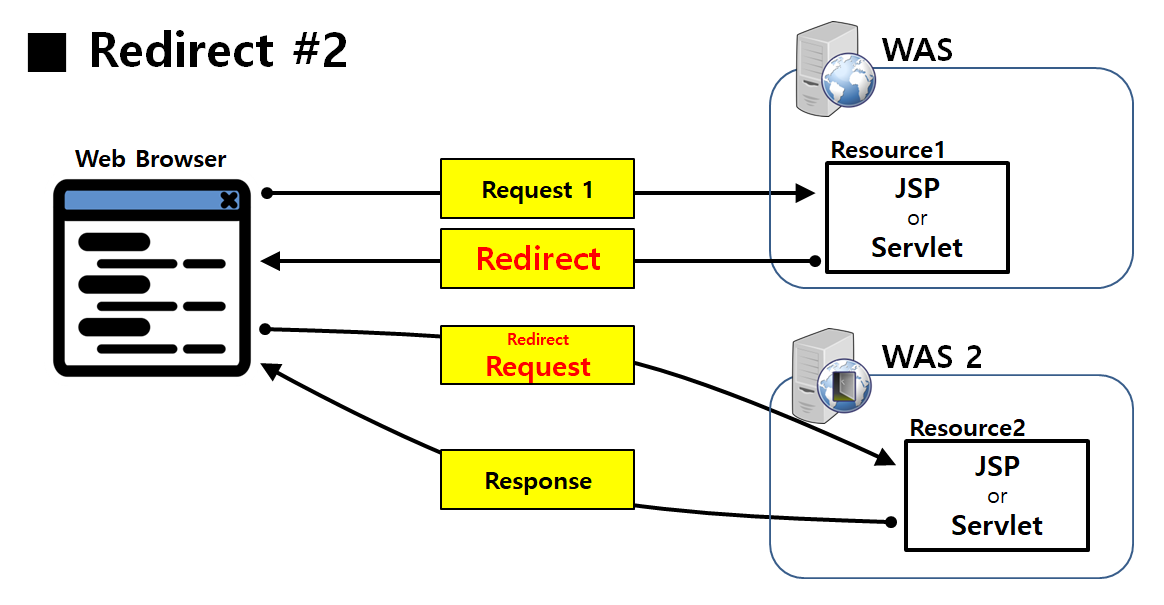 ■ Redirect #2
WAS
Web Browser
Resource1
Request 1
JSP
or
Servlet
Redirect
Redirect
Request
WAS 2
Resource2
JSP
or
Servlet
Response